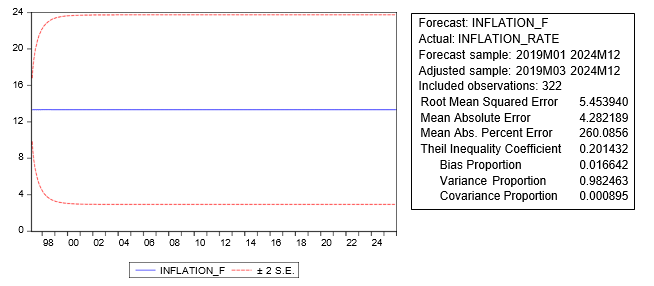 24
20
16
12
8
4
0
98 00 02 04 06 08 10 12 14 16 18 20 22 24
INFLATION_F ± 2 S.E.
Forecast: INFLATION_F
Actual: INFLATION_RATE
Forecast sample: 2019M01 2024M12
Adjusted sample: 2019M03 2024M12
Included observations: 322
Root Mean Squared Error 5.453940
Mean Absolute Error 4.282189
Mean Abs. Percent Error 260.0856
Theil Inequality Coefficient 0.201432
Bias Proportion 0.016642
Variance Proportion 0.982463
Covariance Proportion 0.000895